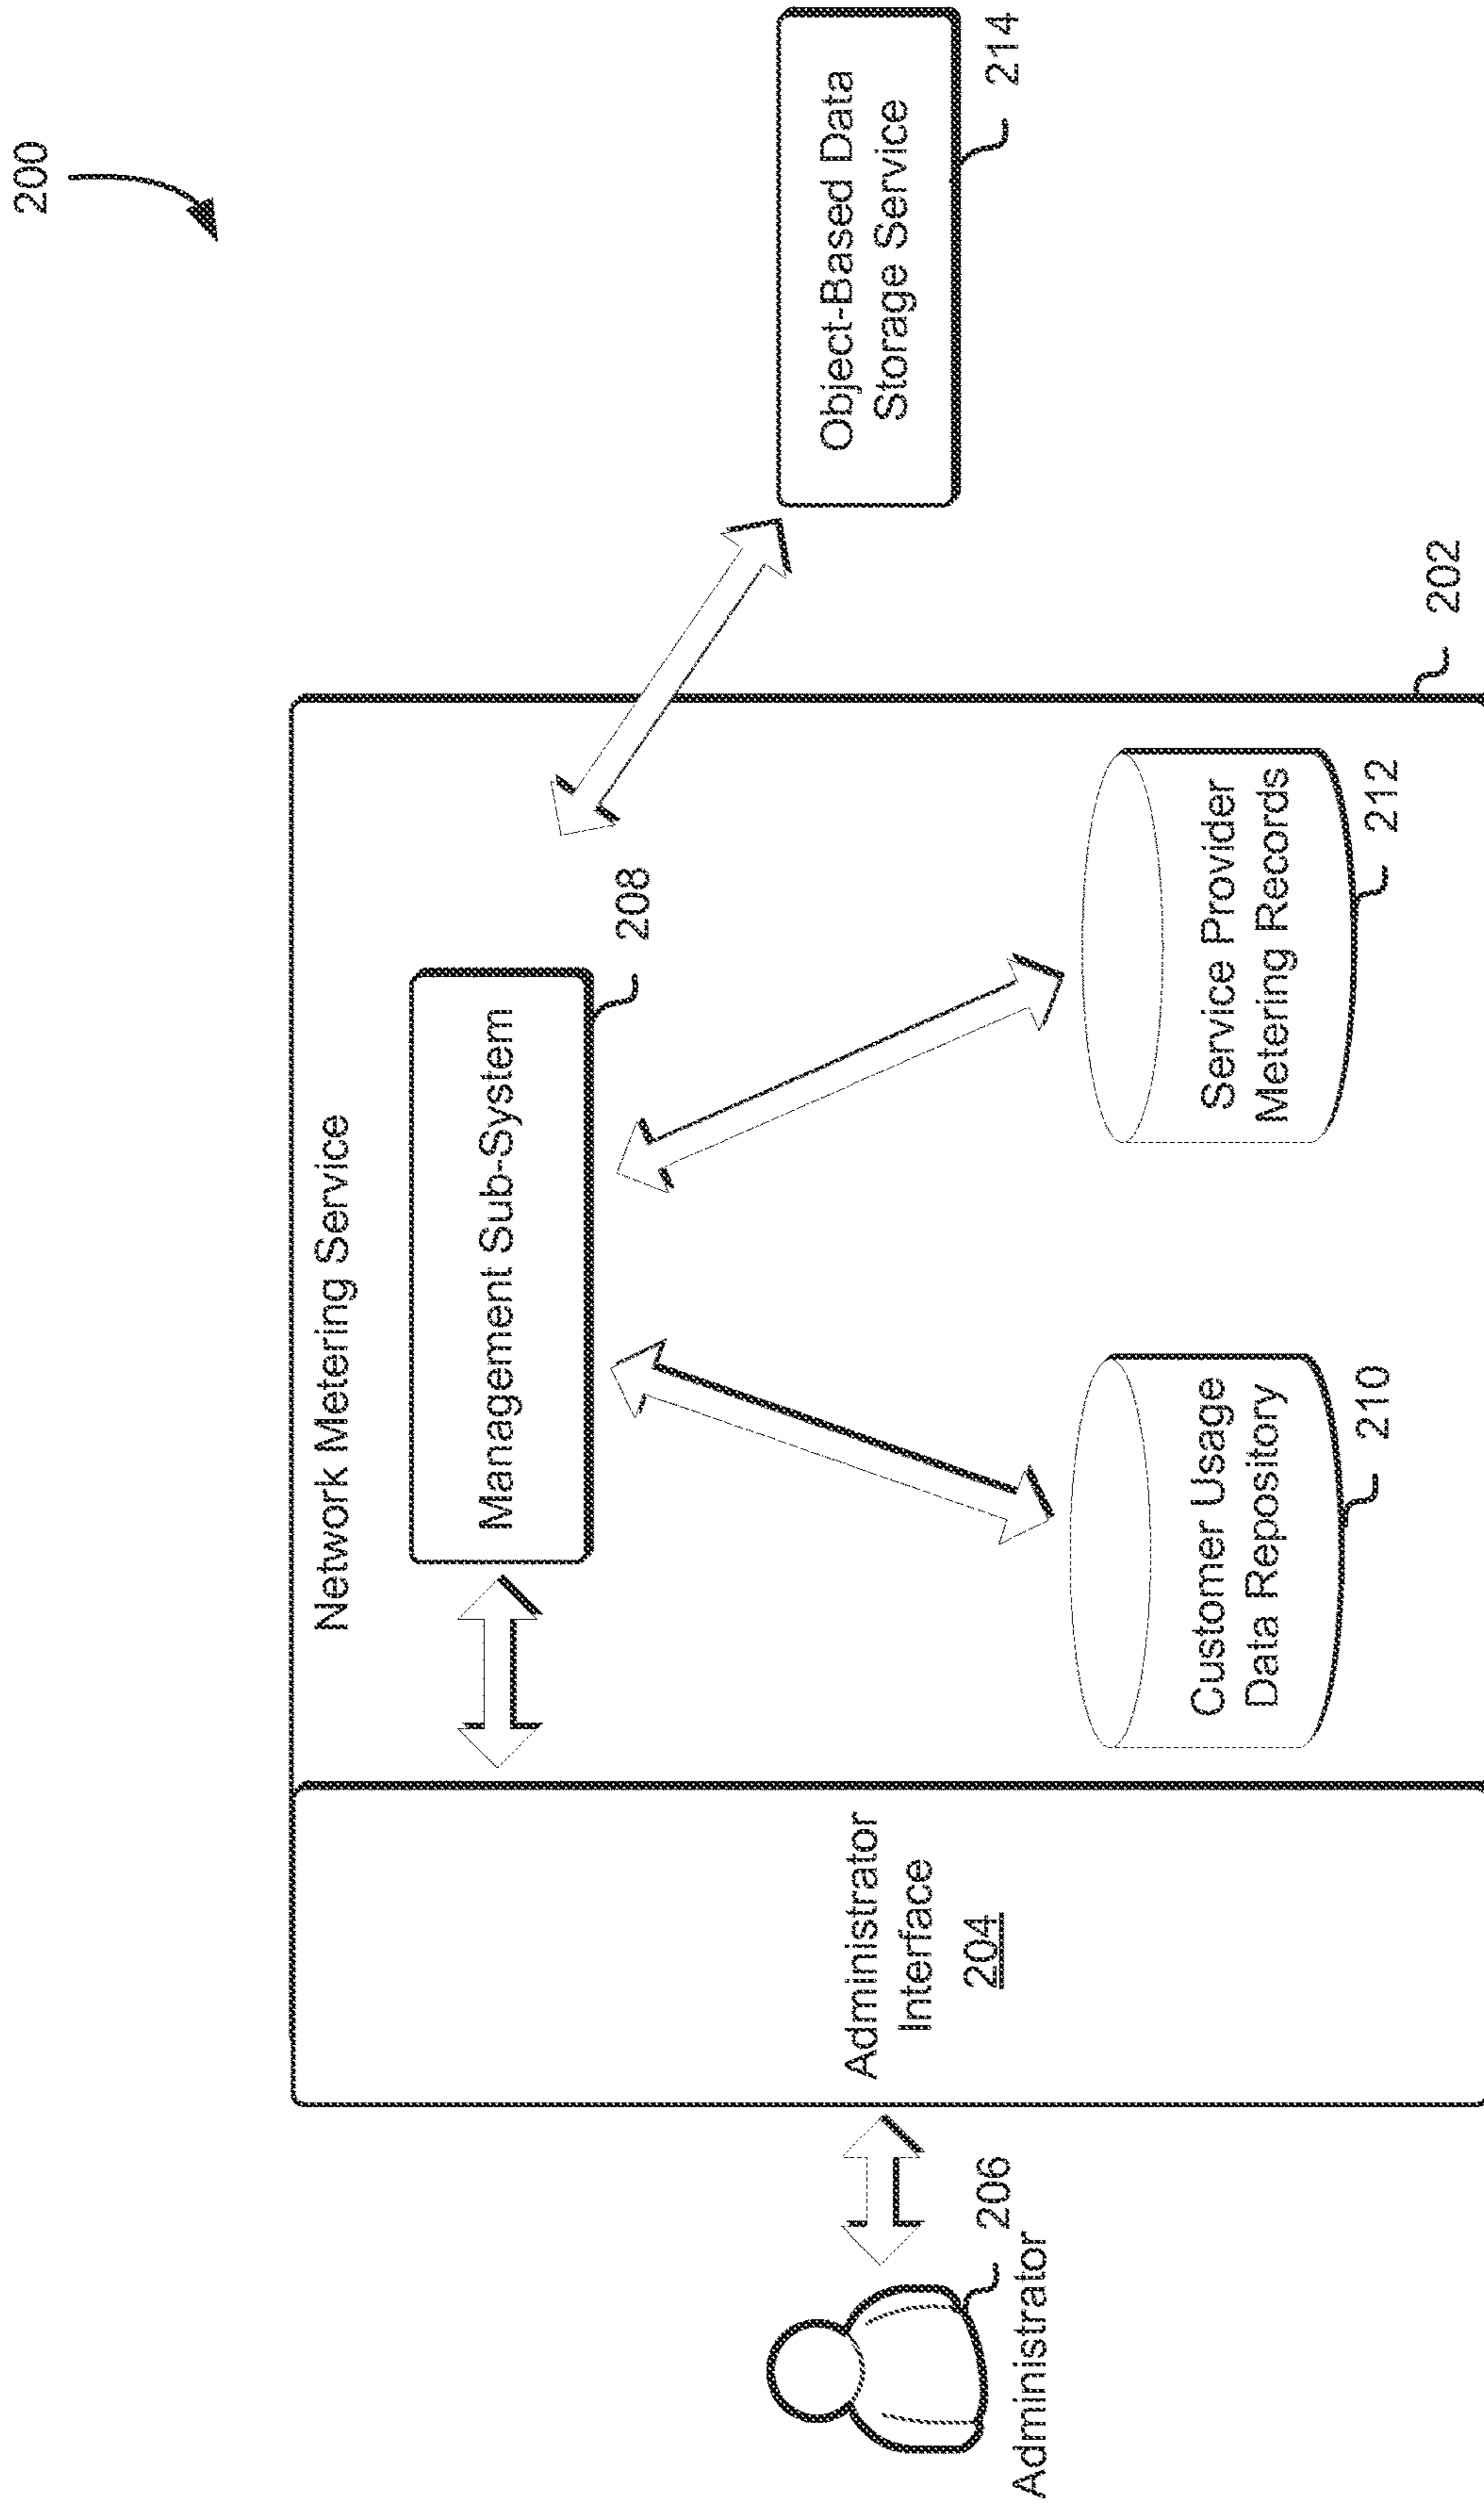 200
Network Metering Service
Management Sub-System
208
Object-Based Data
Storage Service
214
Administrator
Interface
204
206
Administrator
Customer Usage
Data Repository
210
Service Provider
Metering Records
212
202